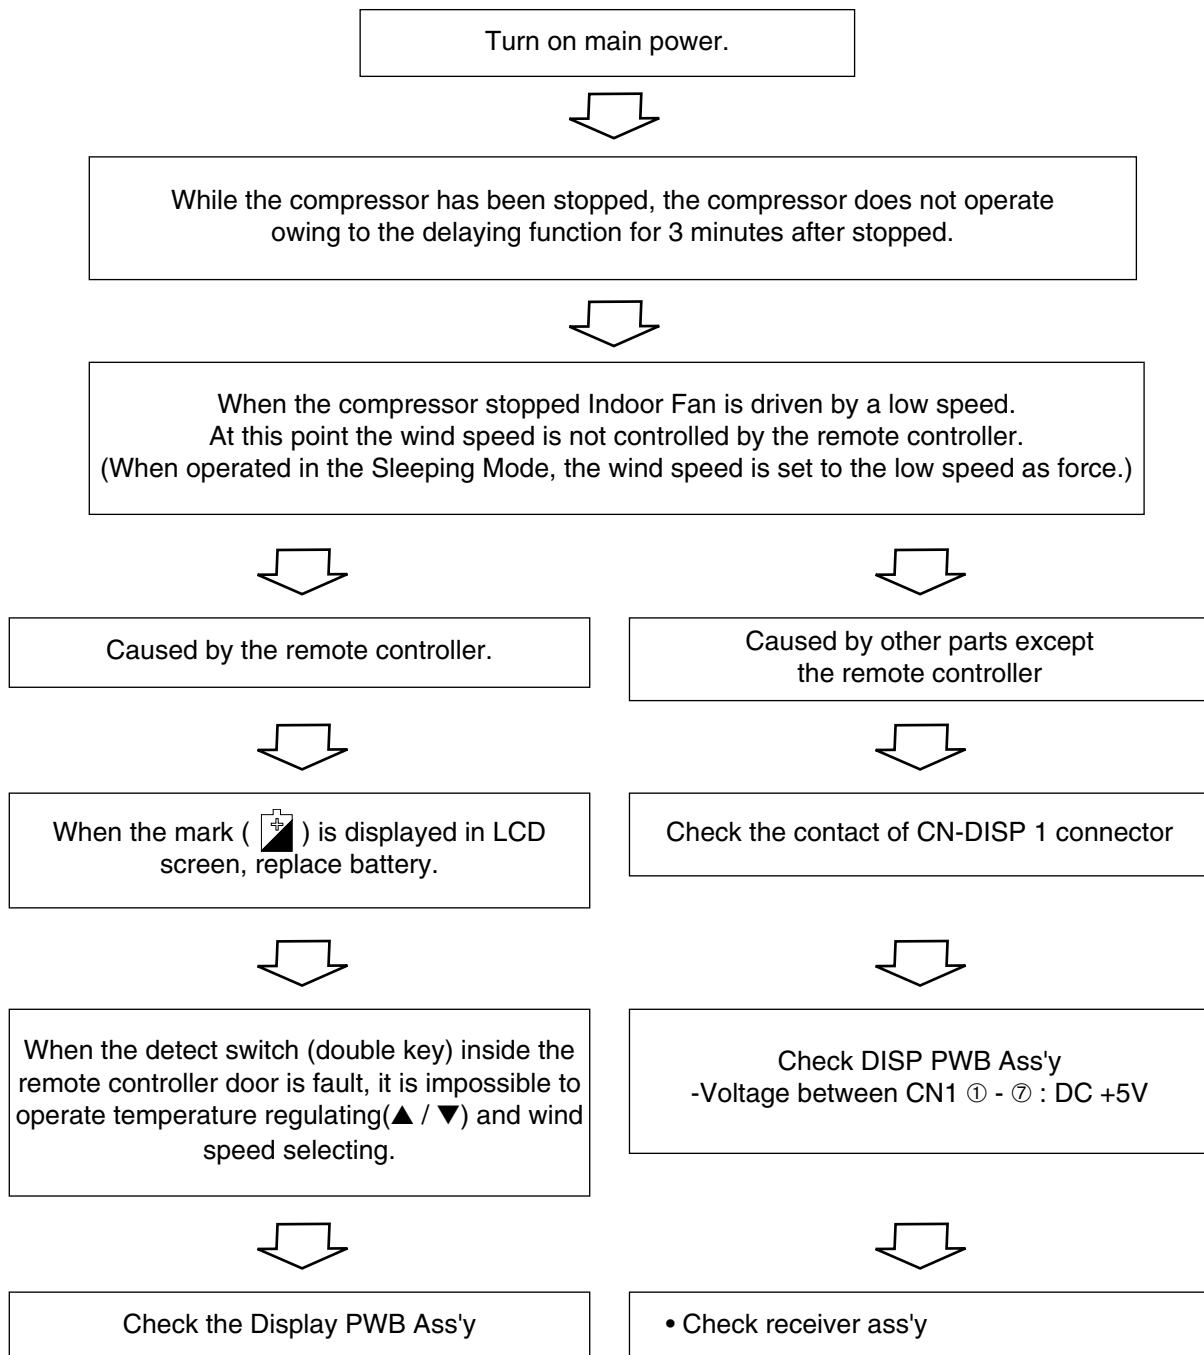 Turn on main power.
While the compressor has been stopped, the compressor does not operate
owing to the delaying function for 3 minutes after stopped.
When the compressor stopped Indoor Fan is driven by a low speed.
At this point the wind speed is not controlled by the remote controller.
(When operated in the Sleeping Mode, the wind speed is set to the low speed as force.)
Caused by the remote controller.
When the mark ( ) is displayed in LCD
screen, replace battery.
When the detect switch (double key) inside the
remote controller door is fault, it is impossible to
operate temperature regulating(▲ / ▼) and wind
speed selecting.
Check the Display PWB Ass'y
Caused by other parts except
the remote controller
Check the contact of CN-DISP 1 connector
Check DISP PWB Ass'y
-Voltage between CN1 ① - ⑦ : DC +5V
• Check receiver ass'y